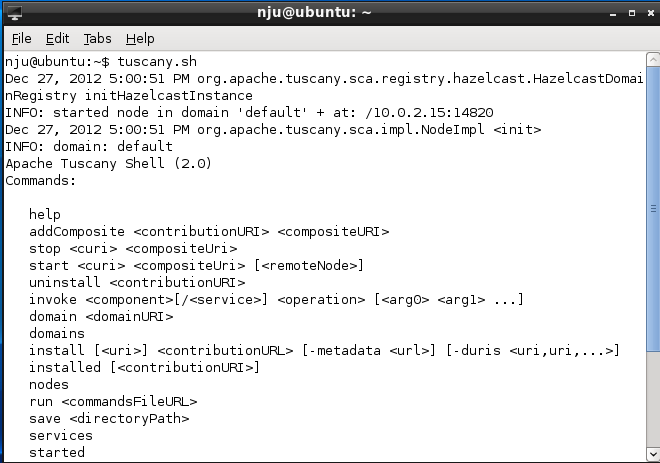 nju@ubuntu: ~
File Edit Tabs Help
nju@ubuntu:~$ tuscany.sh
Dec 27, 2012 5:00:51 PM org.apache.tuscany.sca.registry.hazelcast.HazelcastDomai
nRegistry initHazelcastInstance
INFO: started node in domain 'default' + at: /10.0.2.15:14820
Dec 27, 2012 5:00:51 PM org.apache.tuscany.sca.impl.NodeImpl <init>
INFO: domain: default
Apache Tuscany Shell (2.0)
Commands:
help
addComposite <contributionURI> <compositeURI>
stop <curi> <compositeUri>
start <curi> <compositeUri> [<remoteNode>]
uninstall <contributionURI>
invoke <component>[/<service>] <operation> [<arg0> <arg1> ...]
domain <domainURI>
domains
install [<uri>] <contributionURL> [-metadata <url>] [-duris <uri,uri,...>]
installed [<contributionURI>]
nodes
run <commandsFileURL>
save <directoryPath>
services
started